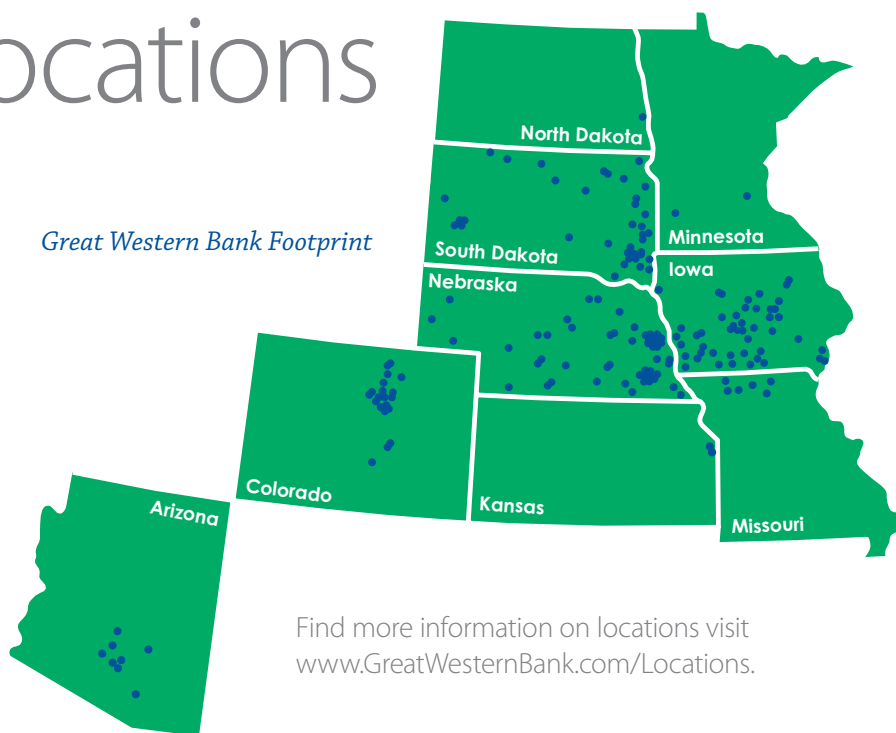 ocations
Great Western Bank Footprint
North Dakota
Minnesota
South Dakota
Iowa
Nebraska
Colorado
Kansas
Missouri
Arizona
Find more information on locations visit
www.GreatWesternBank.com/Locations.